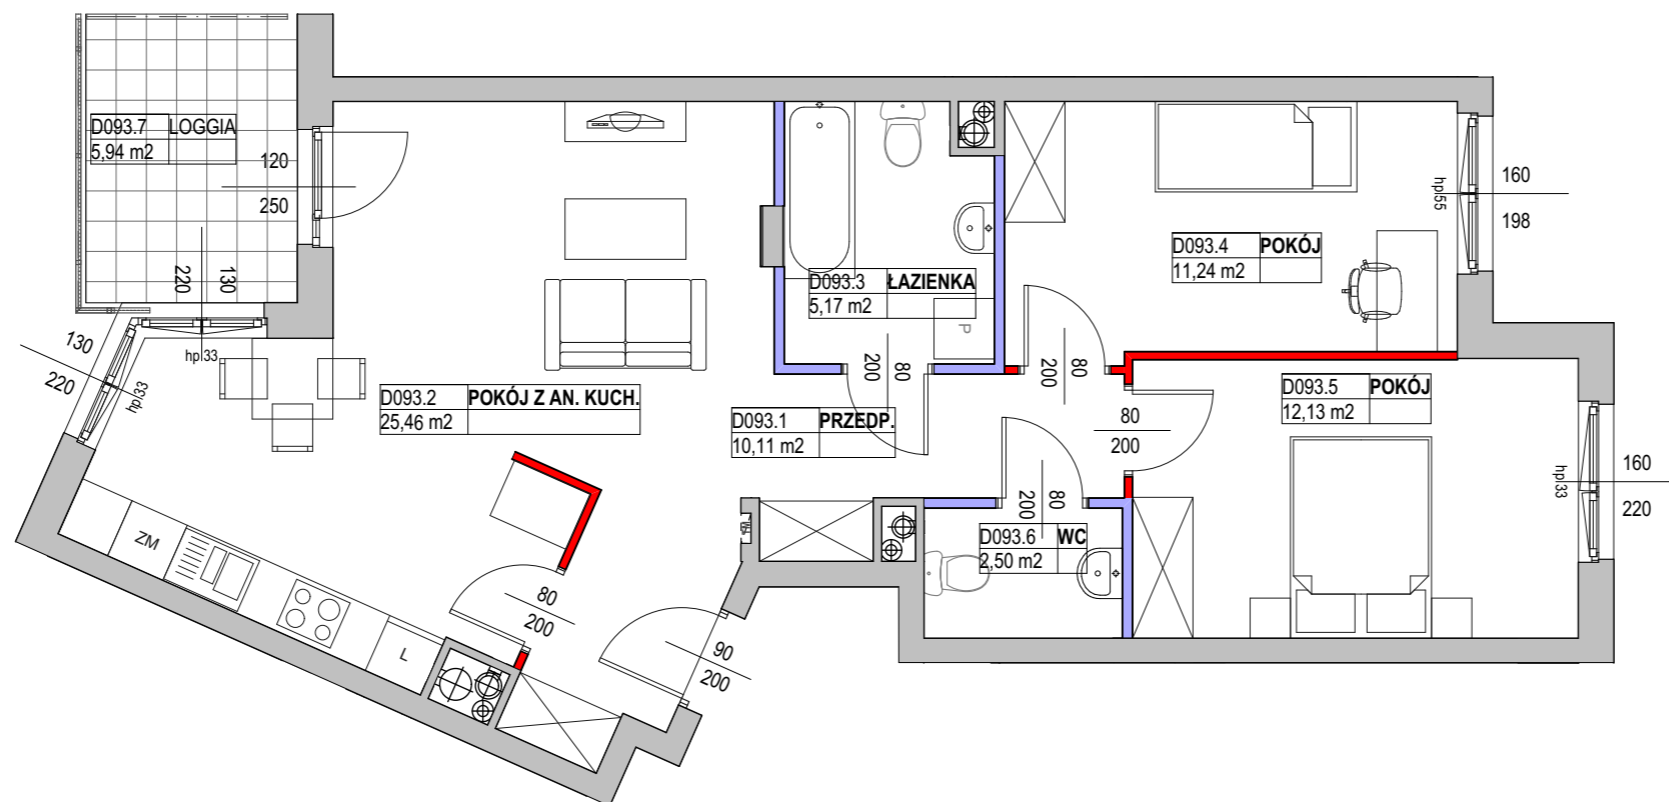 D093.7 LOGGIA
5,94 m2
120
250
220
130
hp33
130
220
hp33
D093.2 POKÓJ Z AN. KUCH.
25,46 m2
D093.3 ŁAZIENKA
5,17 m2
P
200
80
D093.1 PRZEDP.
10,11 m2
D093.4 POKÓJ
11,24 m2
hp55
160
198
200
80
80
200
D093.5 POKÓJ
12,13 m2
hp33
160
220
200
80
D093.6 WC
2,50 m2
ZM
L
80
200
90
200